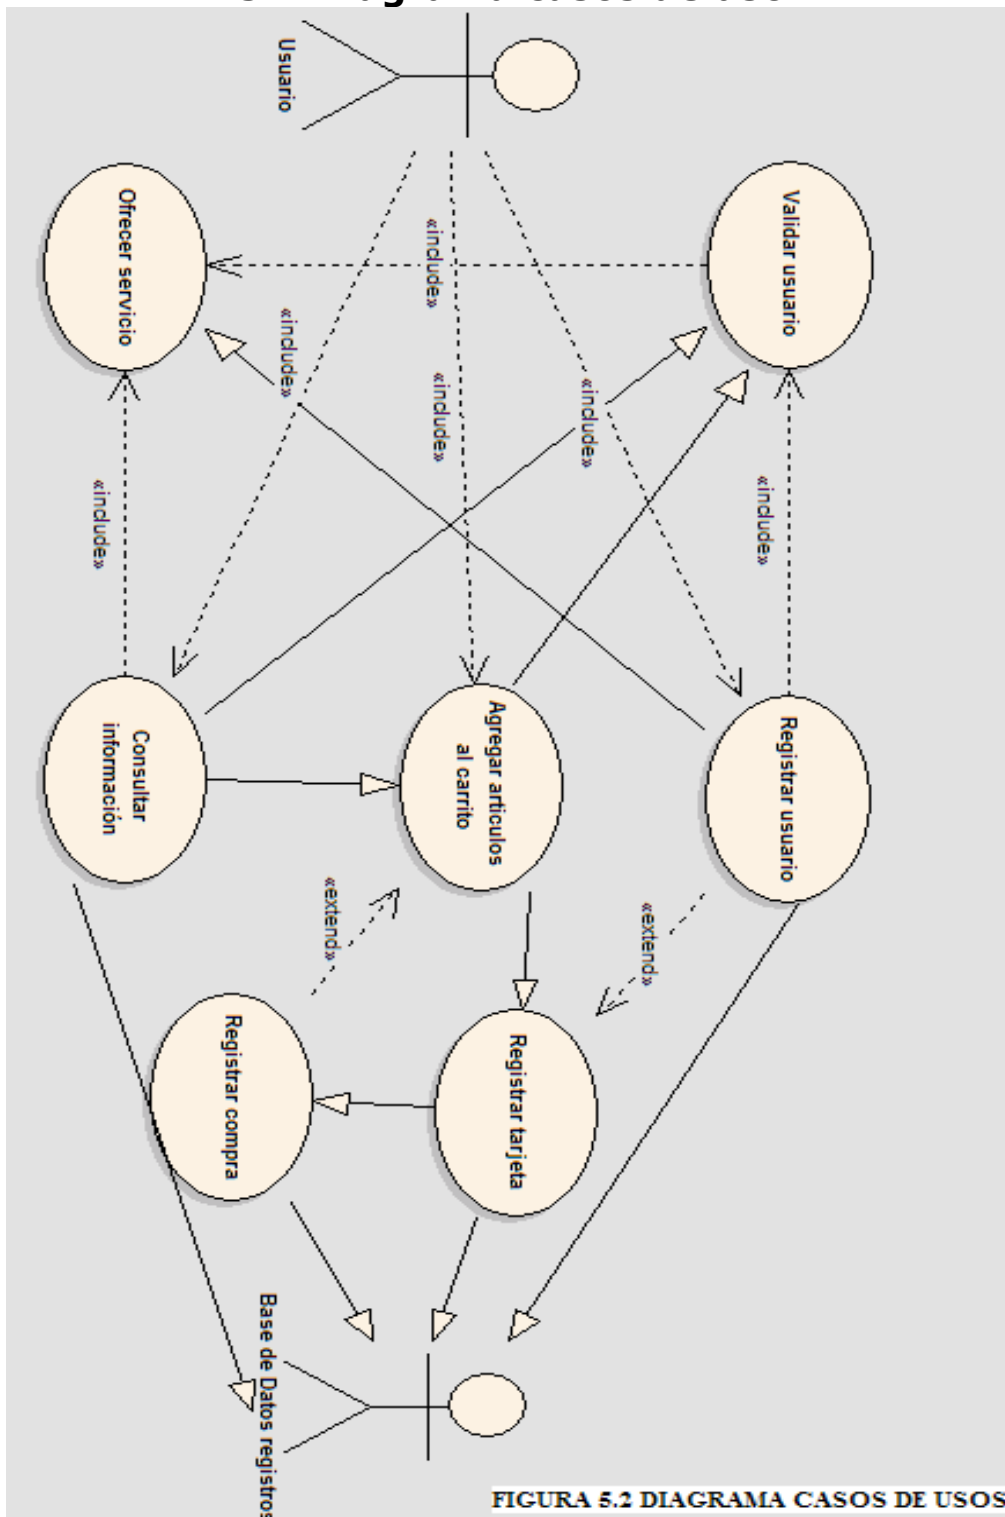 Usuario
Ofrecer servicio
Validar usuario
«include»
«include»
«include»
«include»
«include»
«include»
Consultar
información
Agregar articulos
al carrito
Registrar usuario
«extend»
«extend»
Registrar compra
Registrar tarjeta
Base de Datos registros
FIGURA 5.2 DIAGRAMA CASOS DE USOS